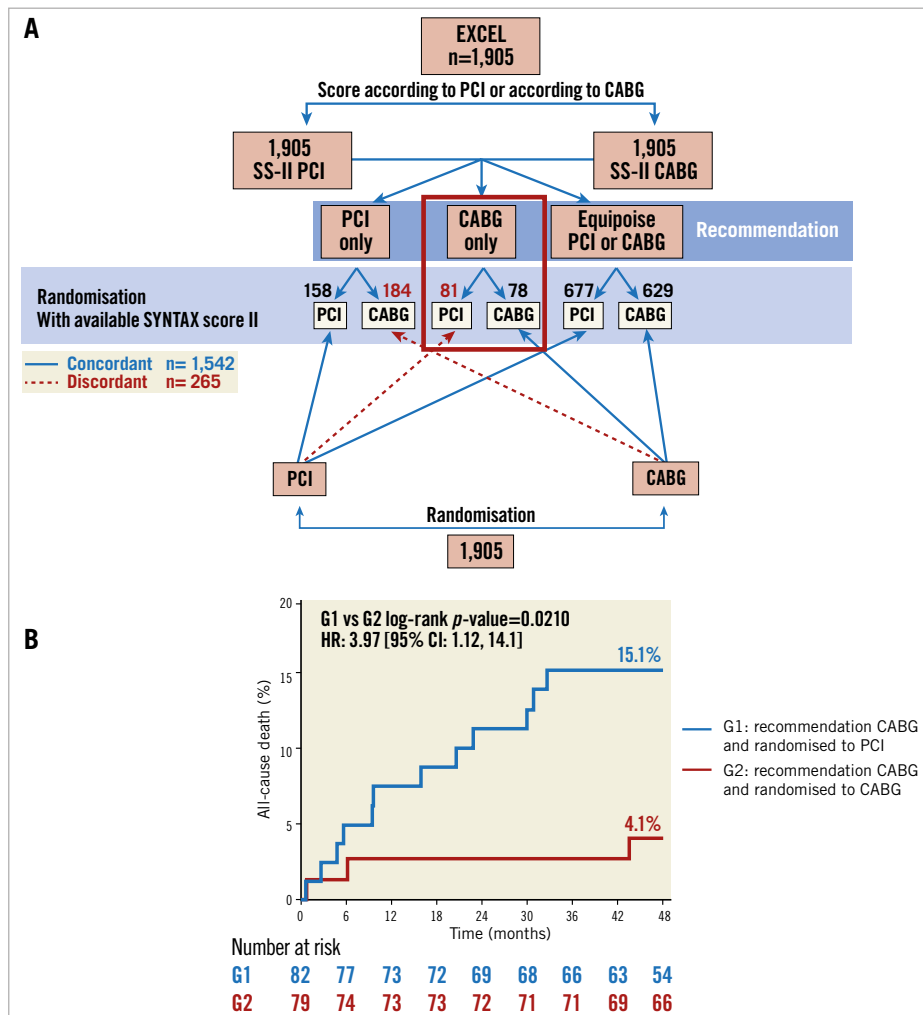 A
EXCEL
n=1,905
Score according to PCI or according to CABG
1,905
SS-II PCI
1,905
SS-II CABG
PCI
only
CABG
only
Equipoise
PCI or CABG
Recommendation
Randomisation
With available SYNTAX score II
158 184 81 78 677 629
PCI CABG PCI CABG PCI CABG
Concordant n= 1,542
Discordant n= 265
PCI
CABG
Randomisation
1,905
B
G1 vs G2 log-rank p-value=0.0210
HR: 3.97 [95% CI: 1.12, 14.1]
All-cause death (%)
20
15
10
5
0
15.1%
4.1%
0 6 12 18 24 30 36 42 48
Time (months)
G1: recommendation CABG
and randomised to PCI
G2: recommendation CABG
and randomised to CABG
Number at risk
G1 82 77 73 72 69 68 66 63 54
G2 79 74 73 73 72 71 71 69 66